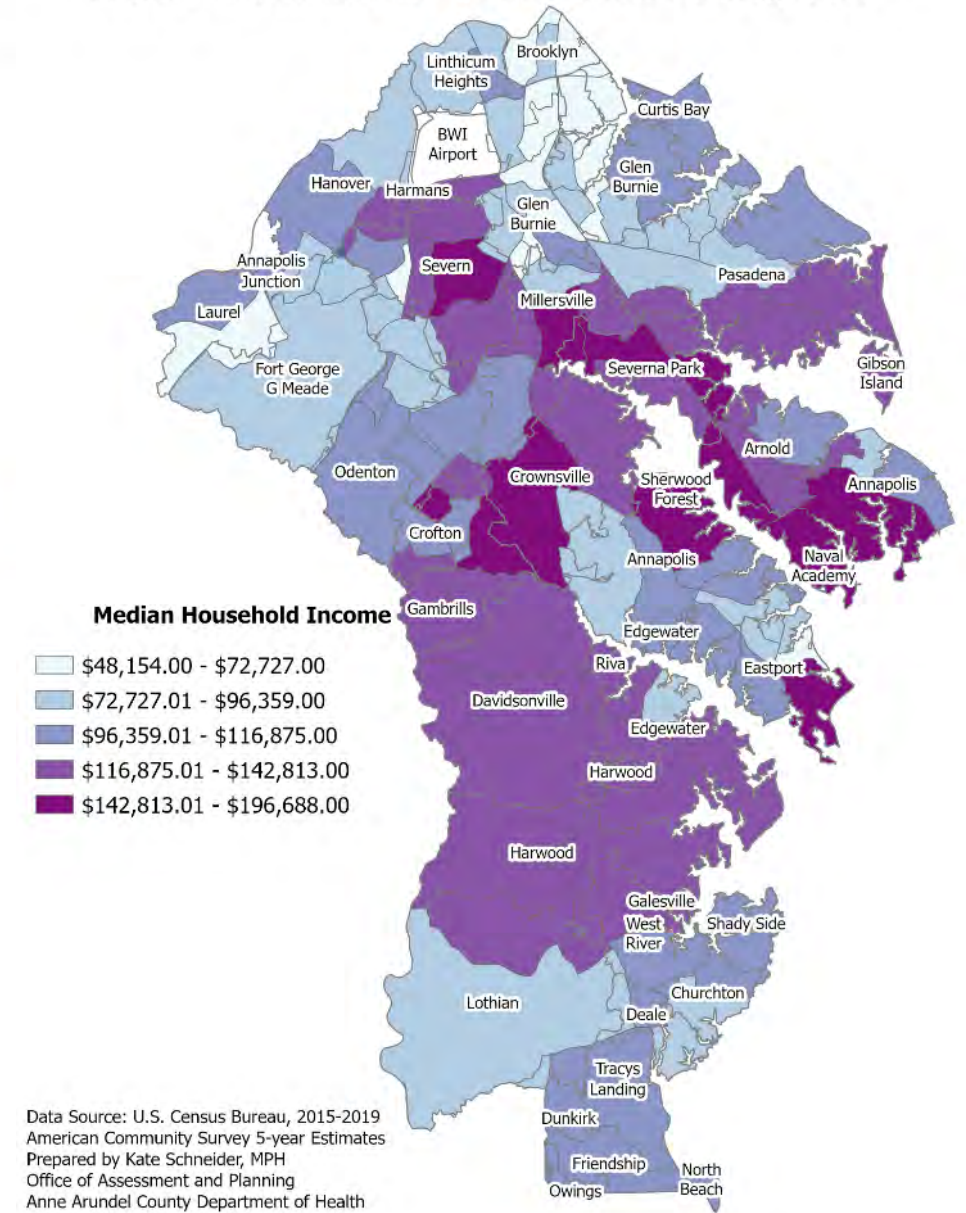 Brooklyn
Linthicum
Heights
Curtis Bay
BWI
Airport
Glen
Burnie
Hanover
Harmans
Glen
Burnie
Annapolis
Junction
Severn
Pasadena
Millersville
Laurel
Fort George
G Meade
Severna Park
Gibson
Island
Arnold
Odenton
Crownsville
Sherwood
Forest
Annapolis
Crofton
Annapolis
Naval
Academy
Median Household Income
Gambrills
Edgewater
Riva
Eastport
$48,154.00 - $72,727.00
$72,727.01 - $96,359.00
$96,359.01 - $116,875.00
$116,875.01 - $142,813.00
$142,813.01 - $196,688.00
Davidsonville
Edgewater
Harwood
Harwood
Galesville
West
River
Shady Side
Lothian
Churchton
Deale
Tracys
Landing
Dunkirk
Friendship
Owings
North
Beach
Data Source: U.S. Census Bureau, 2015-2019
American Community Survey 5-year Estimates
Prepared by Kate Schneider, MPH
Office of Assessment and Planning
Anne Arundel County Department of Health